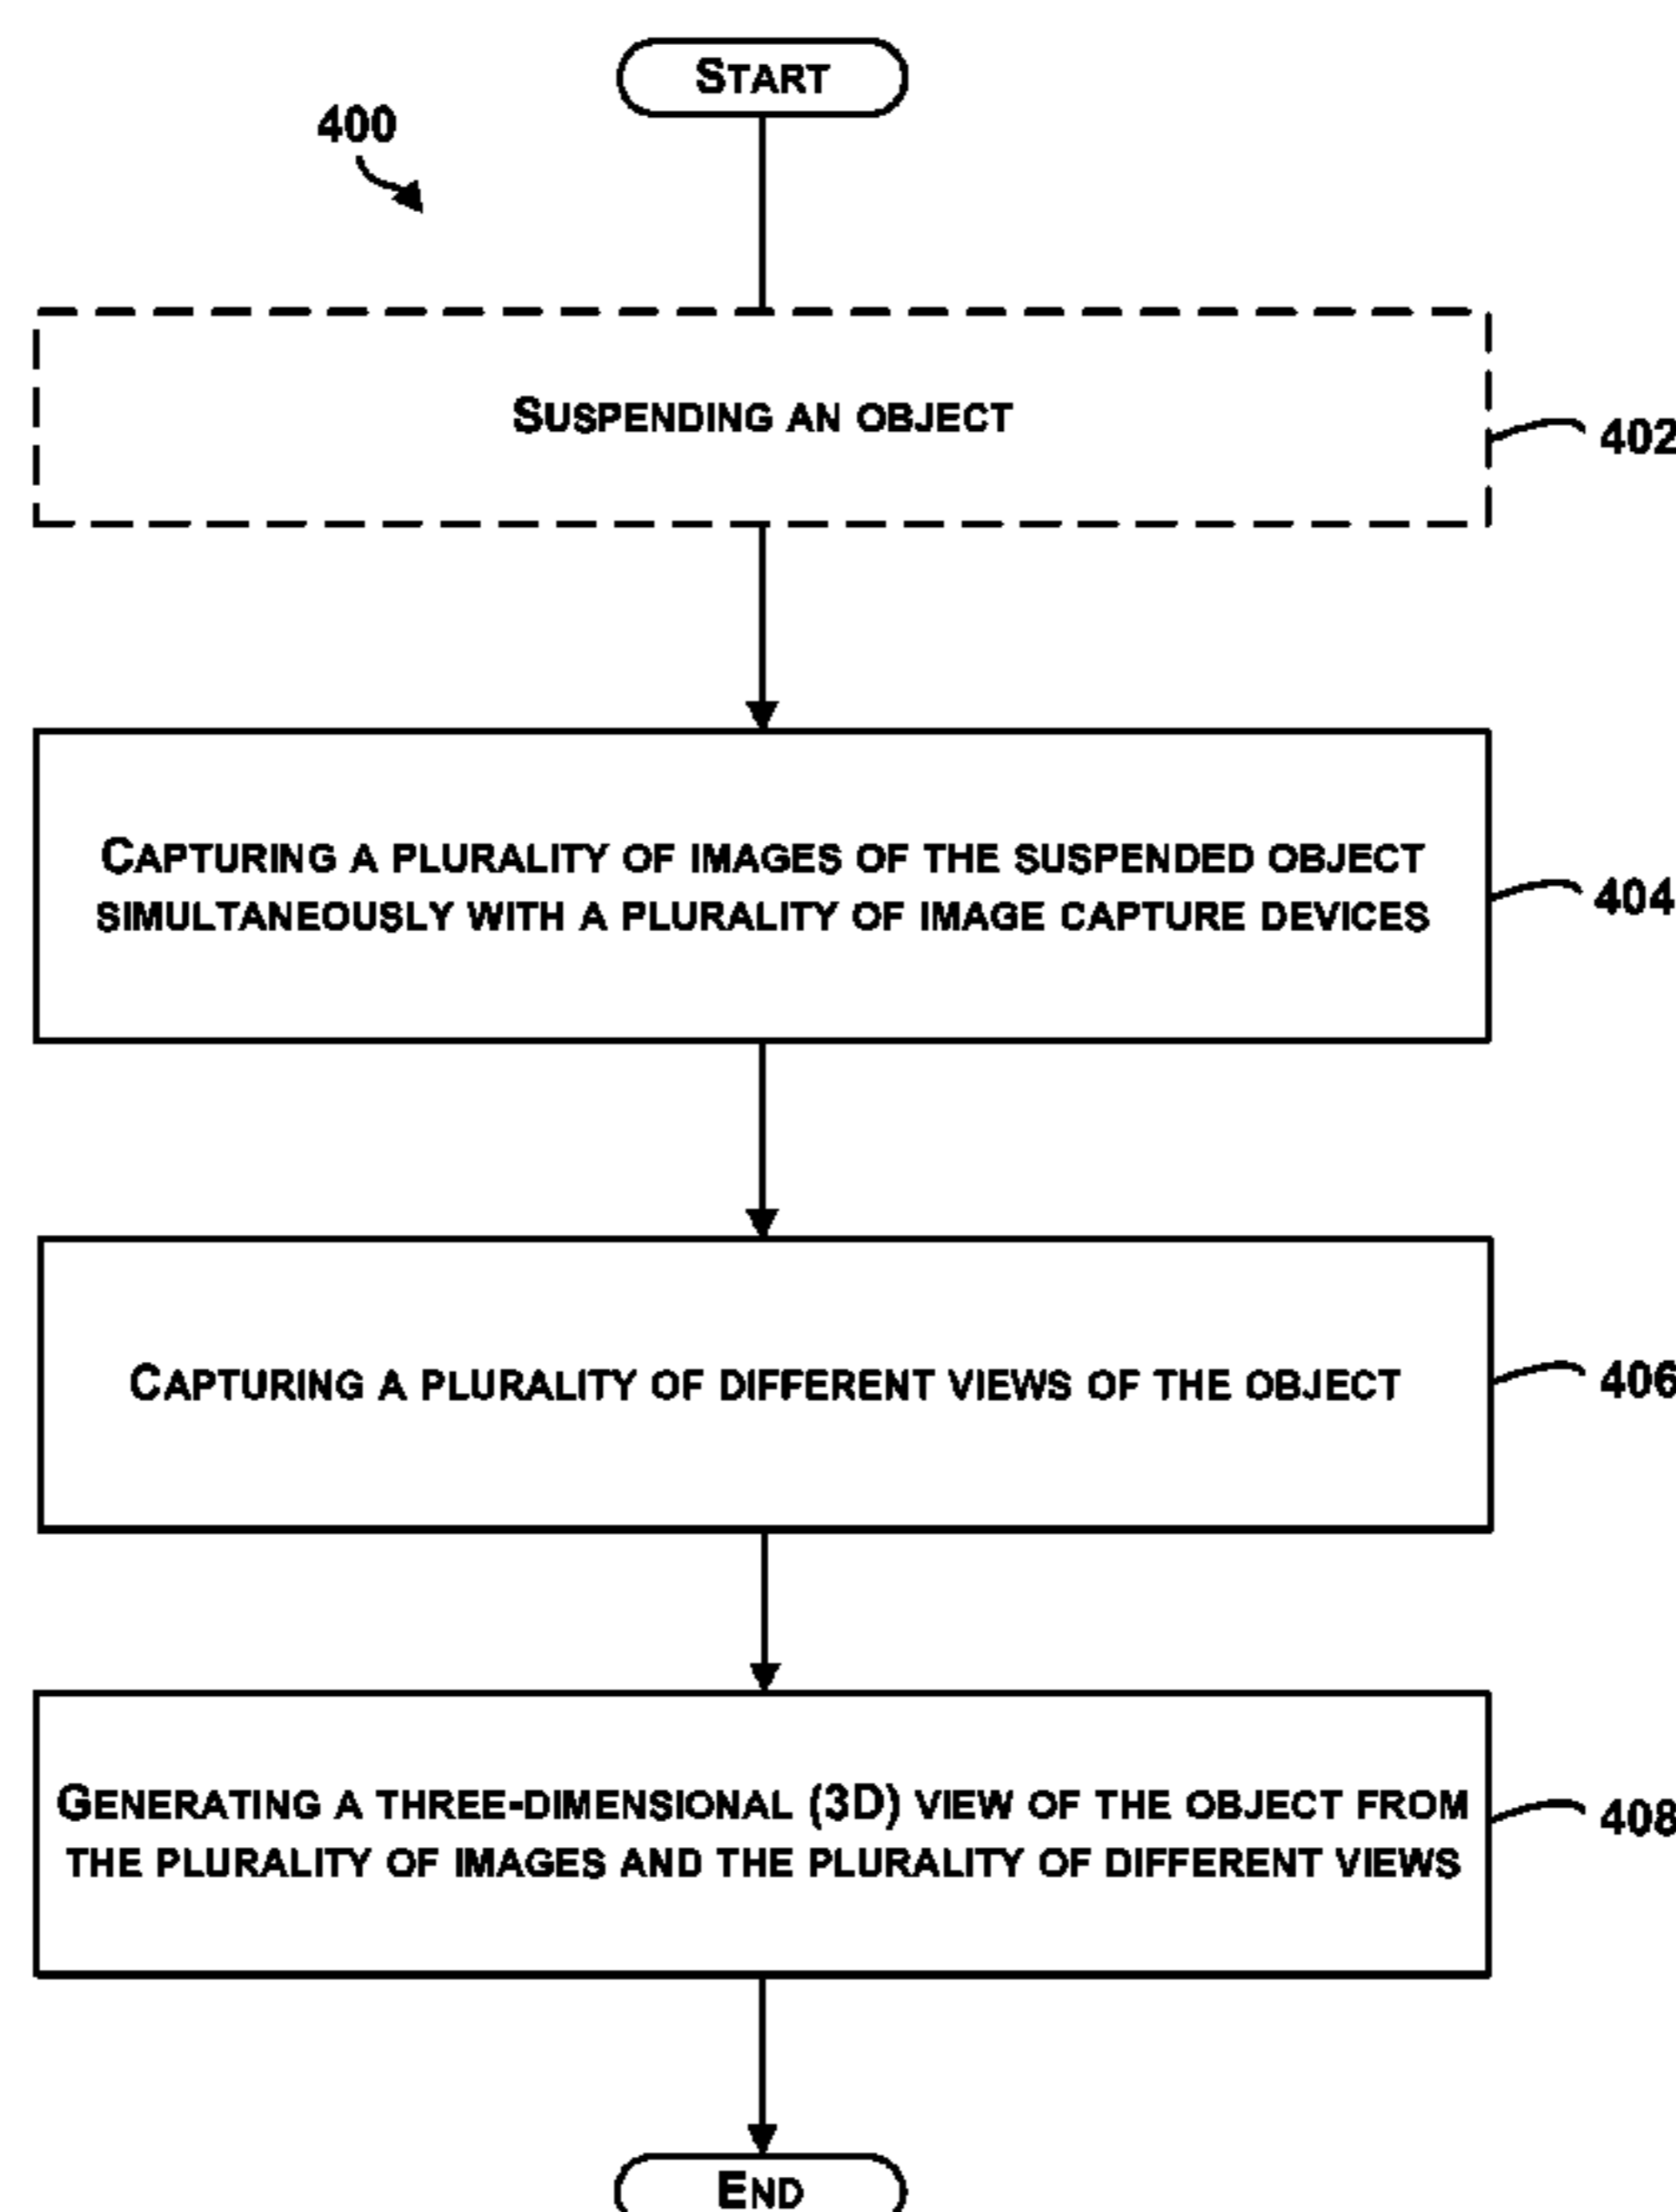 START
400
SUSPENDING AN OBJECT
402
CAPTURING A PLURALITY OF IMAGES OF THE SUSPENDED OBJECT
SIMULTANEOUSLY WITH A PLURALITY OF IMAGE CAPTURE DEVICES
404
CAPTURING A PLURALITY OF DIFFERENT VIEWS OF THE OBJECT
406
GENERATING A THREE-DIMENSIONAL (3D) VIEW OF THE OBJECT FROM
THE PLURALITY OF IMAGES AND THE PLURALITY OF DIFFERENT VIEWS
408
END